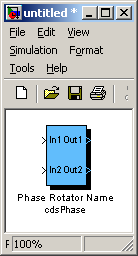 untitled *
File Edit View
Simulation Format
Tools Help
In1 Out1
In2 Out2
Phase Rotator Name
cdsPhase
F 100%